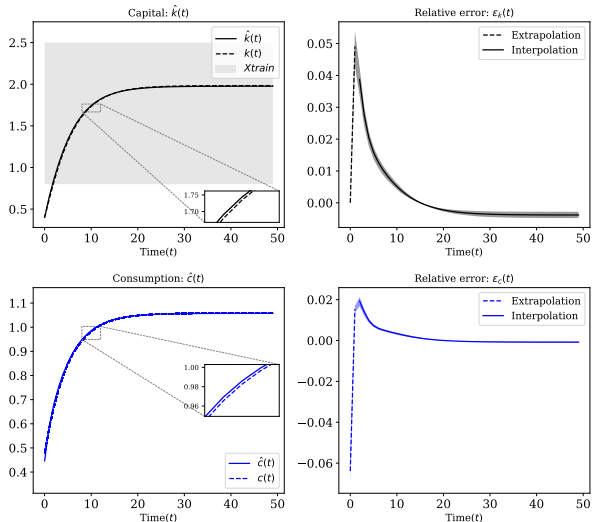 Capital: k̂(t)
2.5
2.0
1.5
1.0
0.5
k̂(t)
k(t)
Xtrain
1.75
1.70
0 10 20 30 40 50
Time(t)
Relative error: ε_k(t)
0.05
0.04
0.03
0.02
0.01
0.00
Extrapolation
Interpolation
0 10 20 30 40 50
Time(t)
Consumption: ĉ(t)
1.1
1.0
0.9
0.8
0.7
0.6
0.5
0.4
1.00
0.98
0.96
ĉ(t)
c(t)
0 10 20 30 40 50
Time(t)
Relative error: ε_c(t)
0.02
0.00
−0.02
−0.04
−0.06
Extrapolation
Interpolation
0 10 20 30 40 50
Time(t)